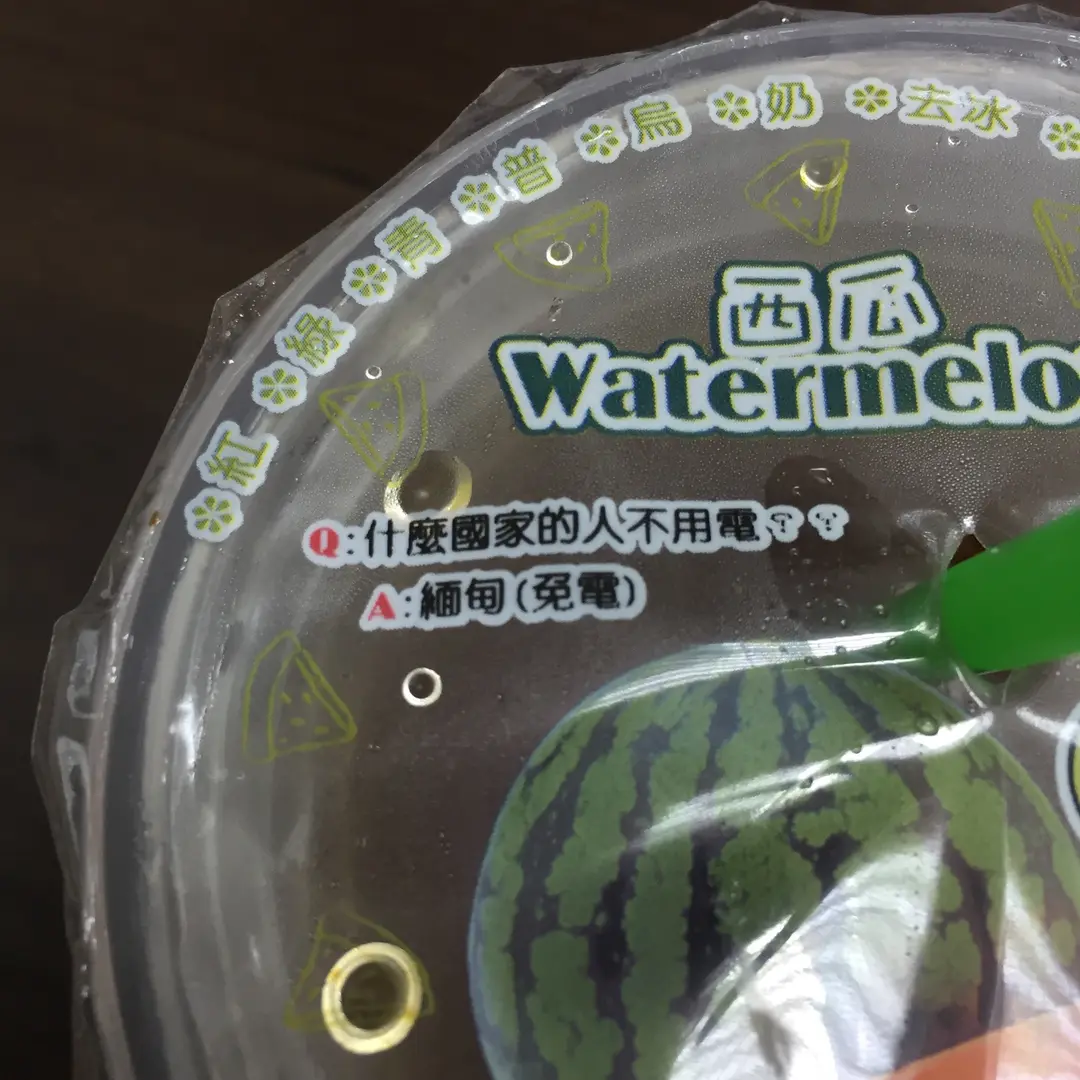 紅 綠 青 普 烏 奶 去冰
西瓜
Watermelo
Q:什麼國家的人不用電??
A:緬甸(免電)